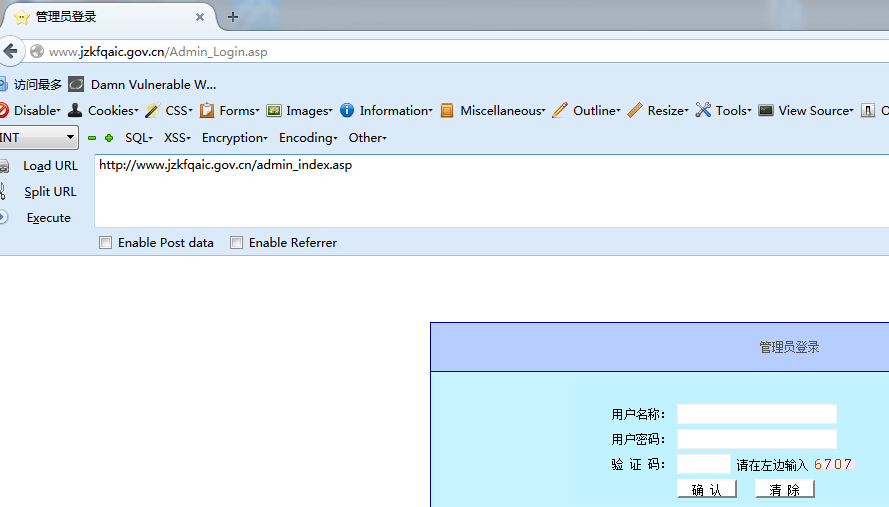 管理员登录
www.jzkfqaic.gov.cn/Admin_Login.asp
访问最多 Damn Vulnerable W...
Disable Cookies CSS Forms Images Information Miscellaneous Outline Resize Tools View Source O
INT SQL XSS Encryption Encoding Other
Load URL http://www.jzkfqaic.gov.cn/admin_index.asp
Split URL
Execute
Enable Post data Enable Referrer
管理员登录
用户名称:
用户密码:
验 证 码: 请在左边输入 6707
确 认 清 除